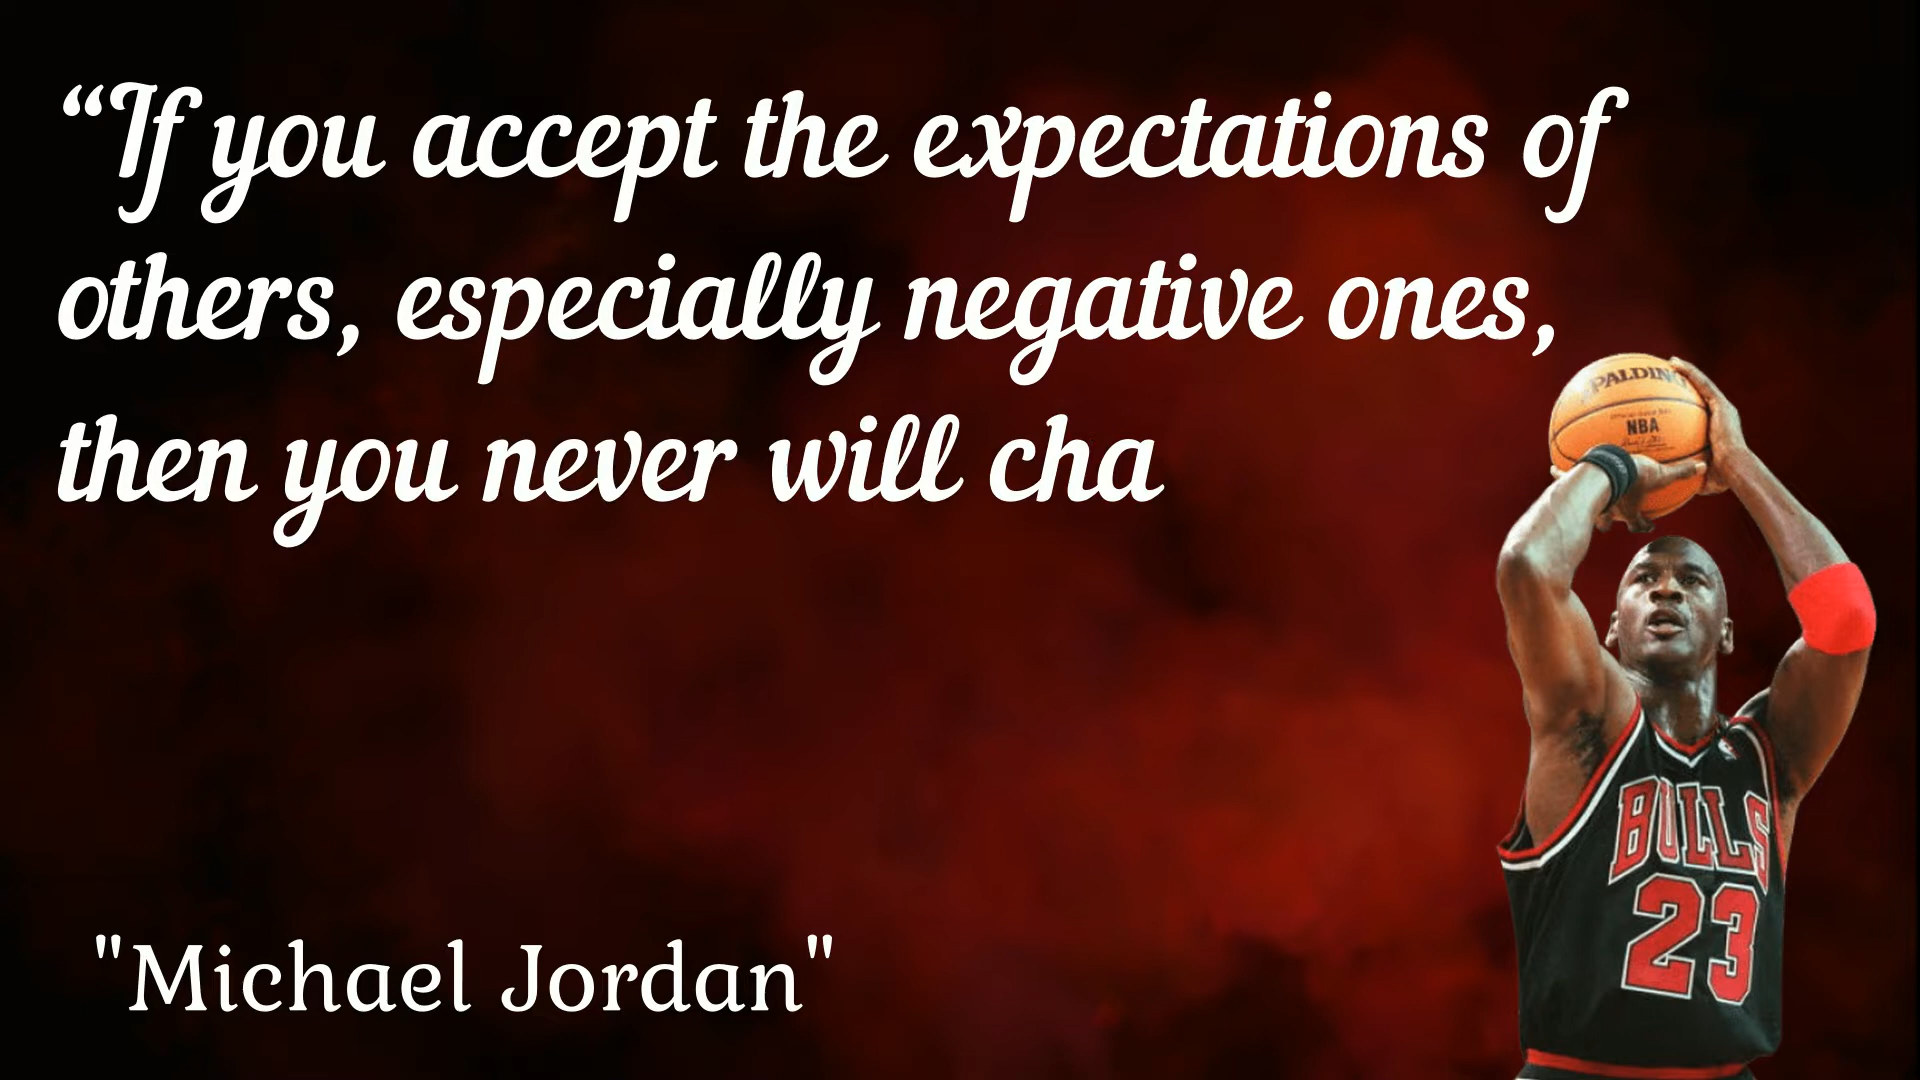 “If you accept the expectations of
others, especially negative ones,
then you never will cha
PALDING
NBA
BULLS
23
"Michael Jordan"